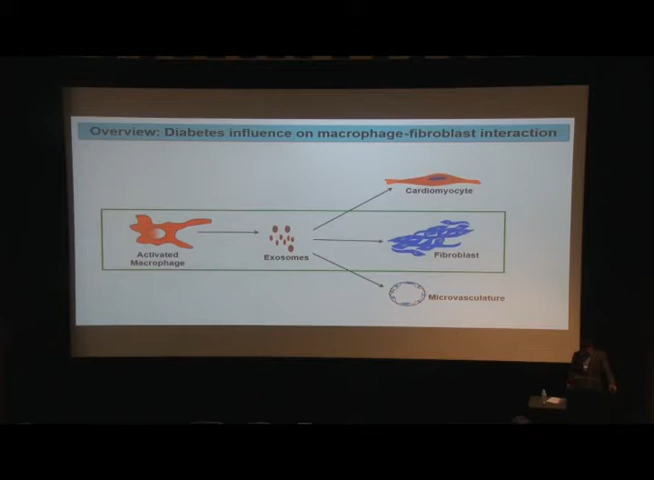 Overview: Diabetes influence on macrophage-fibroblast interaction
Cardiomyocyte
Activated
Macrophage
Exosomes
Fibroblast
Microvasculature